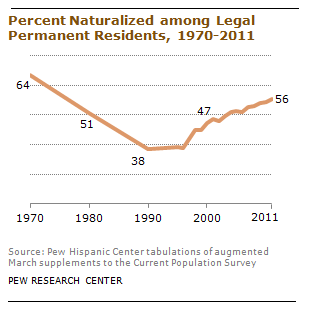 Percent Naturalized among Legal
Permanent Residents, 1970-2011
64
51
38
47
56
1970 1980 1990 2000 2011
Source: Pew Hispanic Center tabulations of augmented
March supplements to the Current Population Survey
PEW RESEARCH CENTER